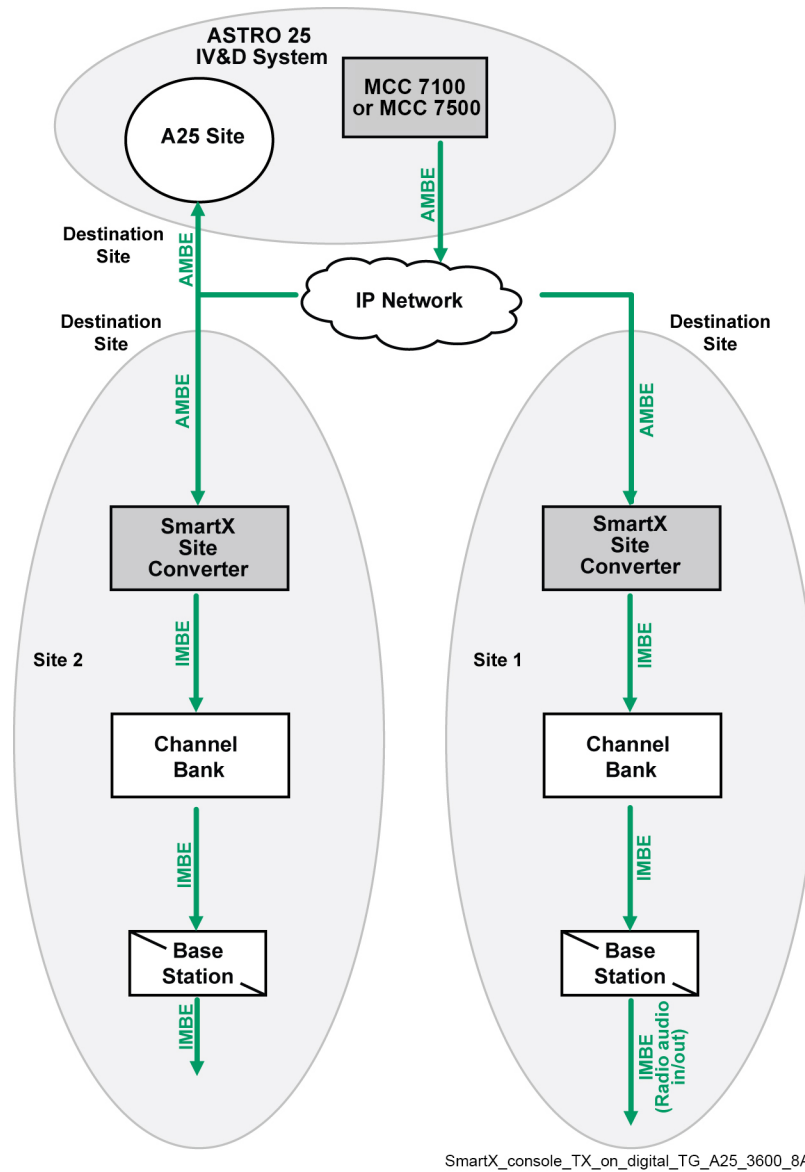 ASTRO 25
IV&D System
MCC 7100
or MCC 7500
A25 Site
AMBE
Destination
Site
AMBE
IP Network
Destination
Site
Destination
Site
AMBE
AMBE
SmartX
Site
Converter
SmartX
Site
Converter
IMBE
IMBE
Site 2
Site 1
Channel
Bank
Channel
Bank
IMBE
IMBE
Base
Station
Base
Station
IMBE
IMBE
(Radio audio
in/out)
SmartX_console_TX_on_digital_TG_A25_3600_8A